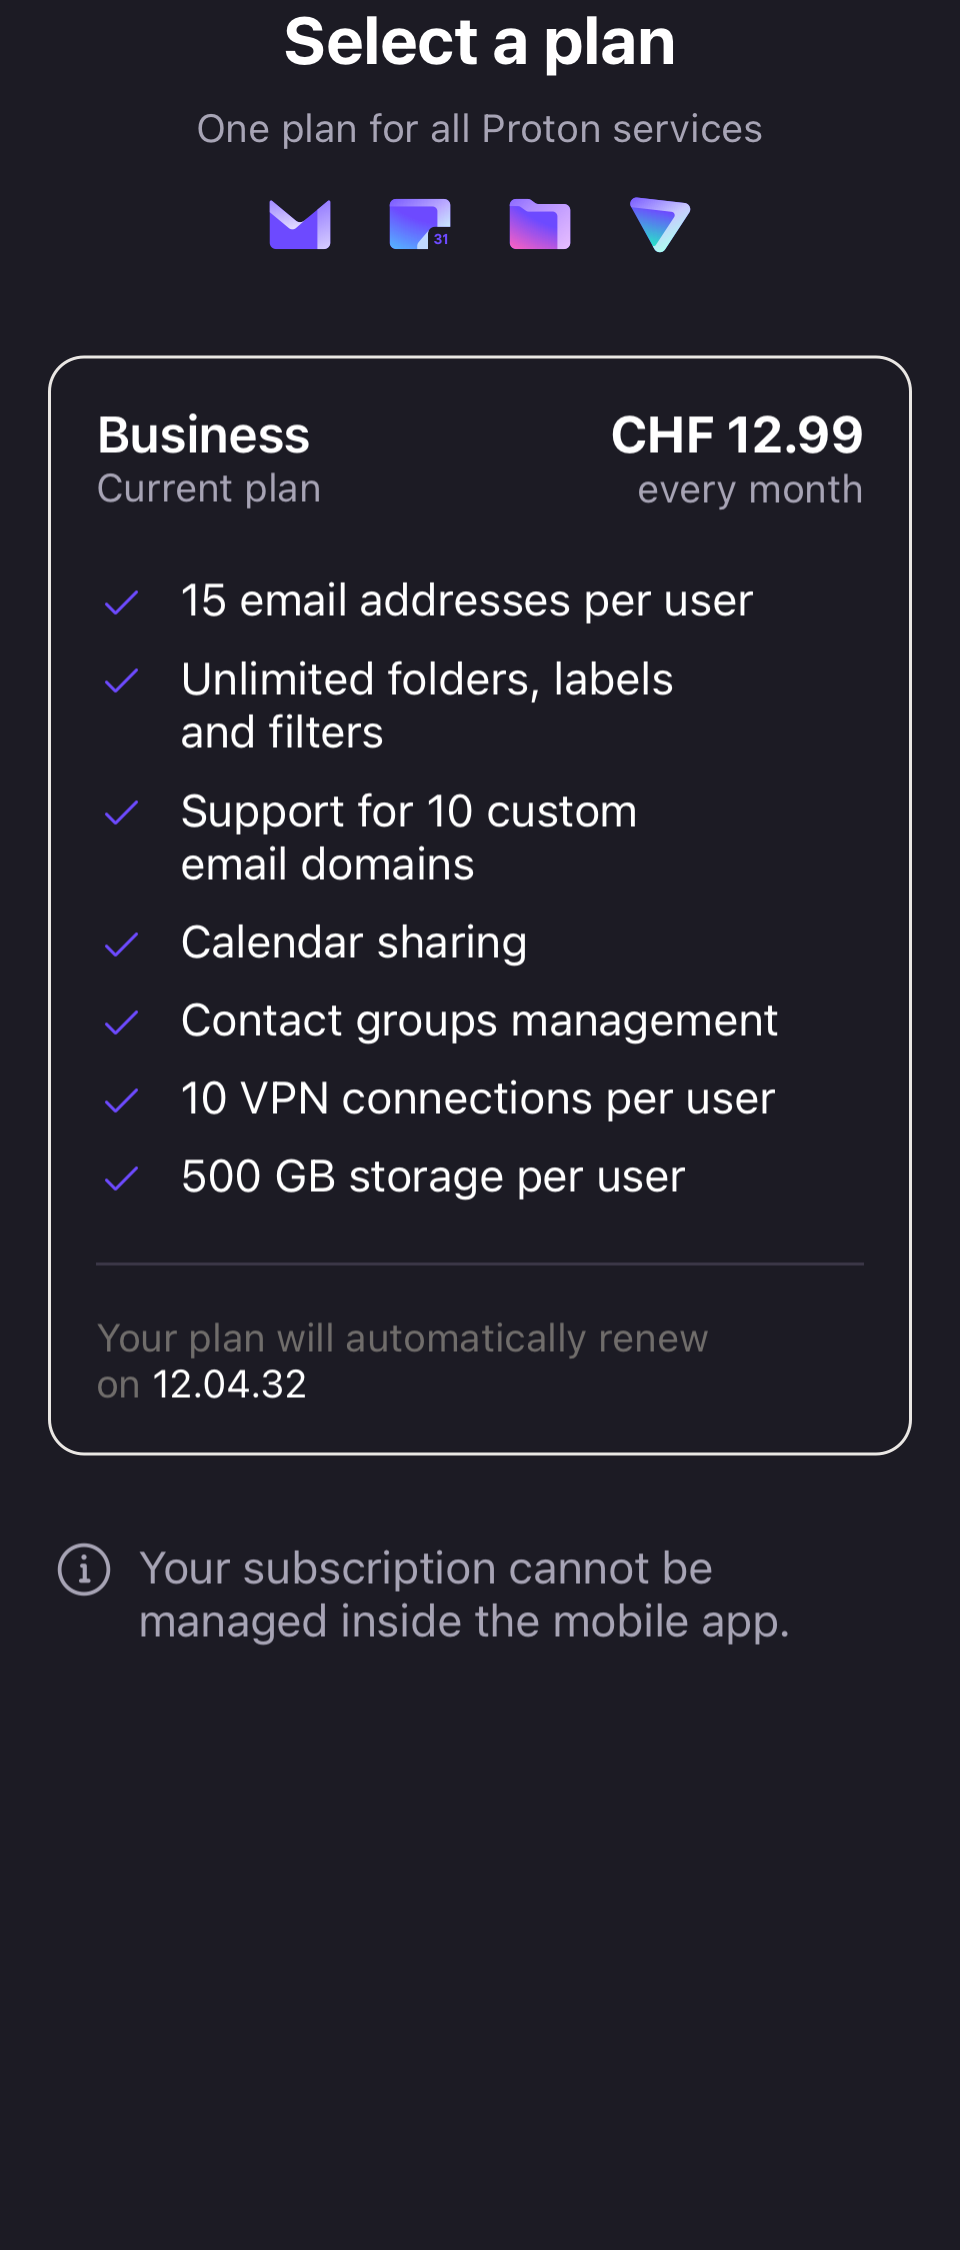 Select a plan
One plan for all Proton services
31
Business
CHF 12.99
Current plan
every month
15 email addresses per user
Unlimited folders, labels
and filters
Support for 10 custom
email domains
Calendar sharing
Contact groups management
10 VPN connections per user
500 GB storage per user
Your plan will automatically renew
on 12.04.32
Your subscription cannot be
managed inside the mobile app.